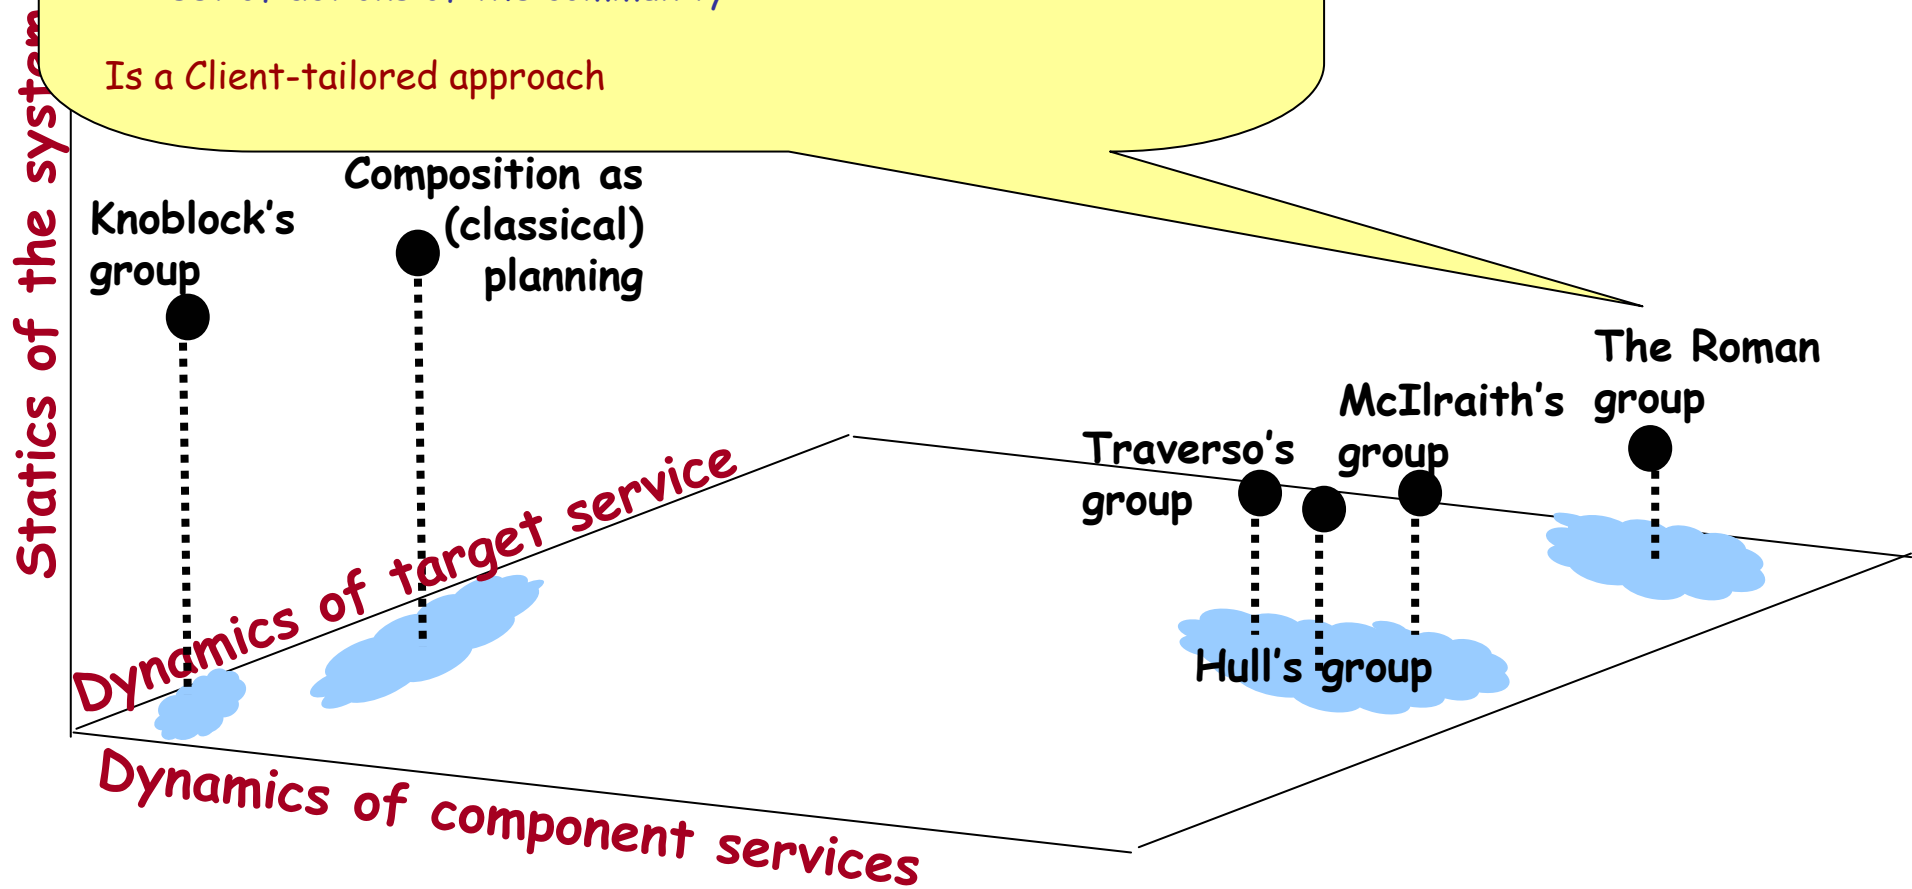 Is a Client-tailored approach
Statics of the system
Composition as
(classical)
planning
Knoblock's
group
The Roman
group
McIlraith's
group
Traverso's
group
Hull's group
Dynamics of target service
Dynamics of component services